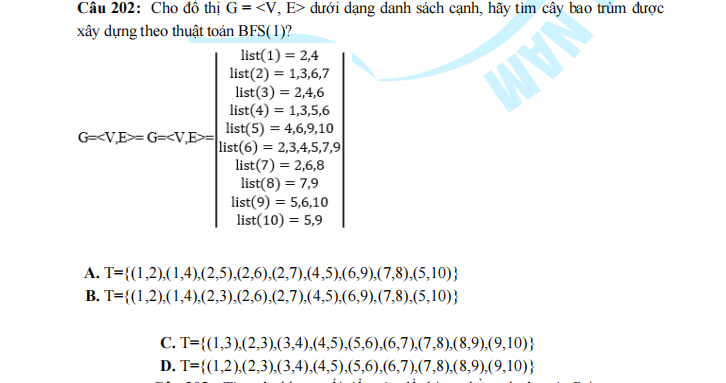 Câu 202: Cho đồ thị G = <V, E> dưới dạng danh sách cạnh, hãy tìm cây bao trùm được
xây dựng theo thuật toán BFS(1)?
NAM
list(1) = 2,4
list(2) = 1,3,6,7
list(3) = 2,4,6
list(4) = 1,3,5,6
G=<V,E>= G=<V,E>= list(5) = 4,6,9,10
list(6) = 2,3,4,5,7,9
list(7) = 2,6,8
list(8) = 7,9
list(9) = 5,6,10
list(10) = 5,9
A. T={(1,2),(1,4),(2,5),(2,6),(2,7),(4,5),(6,9),(7,8),(5,10)}
B. T={(1,2),(1,4),(2,3),(2,6),(2,7),(4,5),(6,9),(7,8),(5,10)}
C. T={(1,3),(2,3),(3,4),(4,5),(5,6),(6,7),(7,8),(8,9),(9,10)}
D. T={(1,2),(2,3),(3,4),(4,5),(5,6),(6,7),(7,8),(8,9),(9,10)}